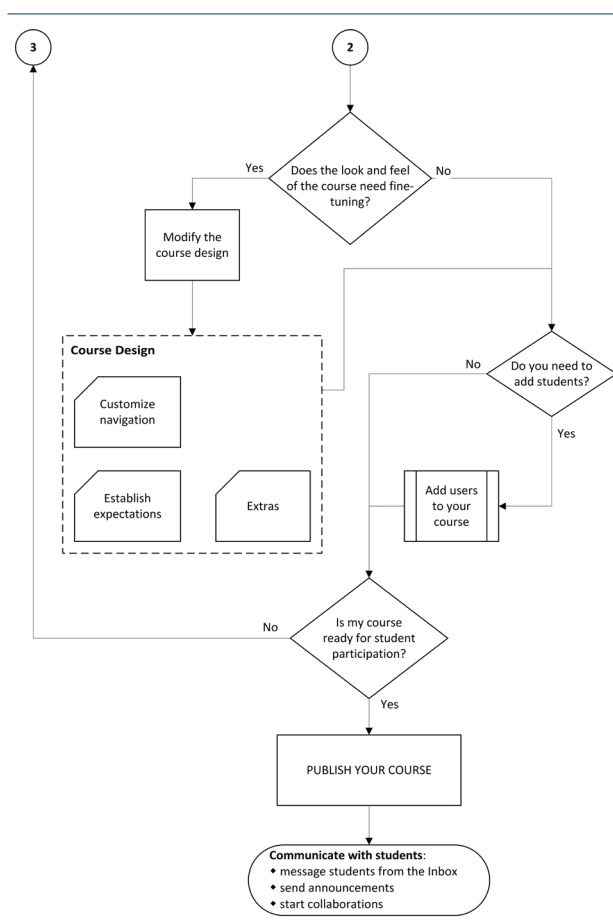 3
2
Does the look and feel
of the course need fine-
tuning?
Yes
No
Modify the
course design
Course Design
Customize
navigation
Establish
expectations
Extras
Do you need to
add students?
No
Yes
Add users
to your
course
Is my course
ready for student
participation?
No
Yes
PUBLISH YOUR COURSE
Communicate with students:
◆ message students from the Inbox
◆ send announcements
◆ start collaborations